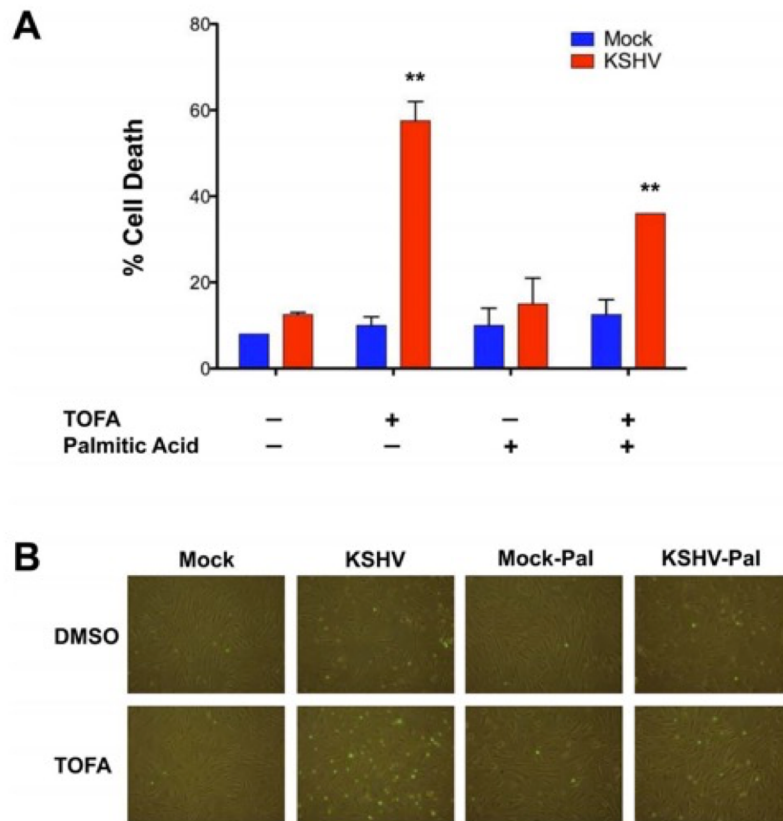 A
80
Mock
KSHV
**
60
**
40
20
0
% Cell Death
TOFA − + − +
Palmitic Acid − − + +
B
Mock KSHV Mock-Pal KSHV-Pal
DMSO
TOFA